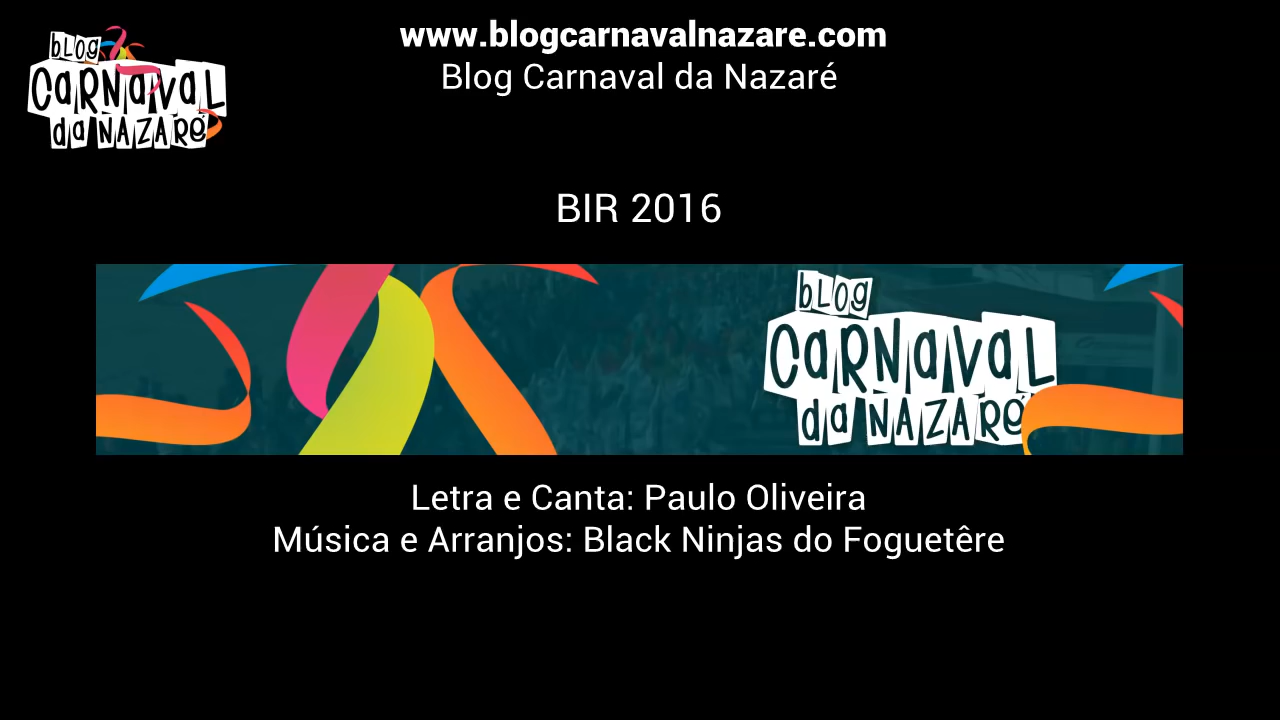 blog
CaRNaVaL
da NAZARé
www.blogcarnavalnazare.com
Blog Carnaval da Nazaré
BIR 2016
bLOg
CaRNaVaL
da NAZARé
Letra e Canta: Paulo Oliveira
Música e Arranjos: Black Ninjas do Foguetêre